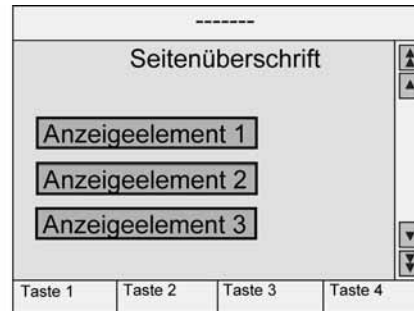 -------
Seitenüberschrift
Anzeigeelement 1
Anzeigeelement 2
Anzeigeelement 3
Taste 1 Taste 2 Taste 3 Taste 4